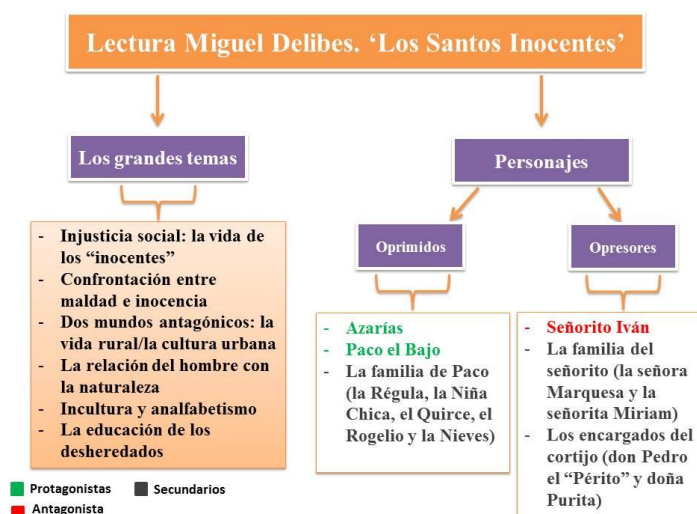 Lectura Miguel Delibes. ‘Los Santos Inocentes’
Los grandes temas
- Injusticia social: la vida de
los “inocentes”
- Confrontación entre
maldad e inocencia
- Dos mundos antagónicos: la
vida rural/la cultura urbana
- La relación del hombre con
la naturaleza
- Incultura y analfabetismo
- La educación de los
desheredados
Personajes
Oprimidos
- Azarías
- Paco el Bajo
- La familia de Paco
(la Régula, la Niña
Chica, el Quirce, el
Rogelio y la Nieves)
Opresores
- Señorito Iván
- La familia del
señorito (la señora
Marquesa y la
señorita Miriam)
- Los encargados del
cortijo (don Pedro
el “Périto” y doña
Purita)
Protagonistas
Secundarios
Antagonista